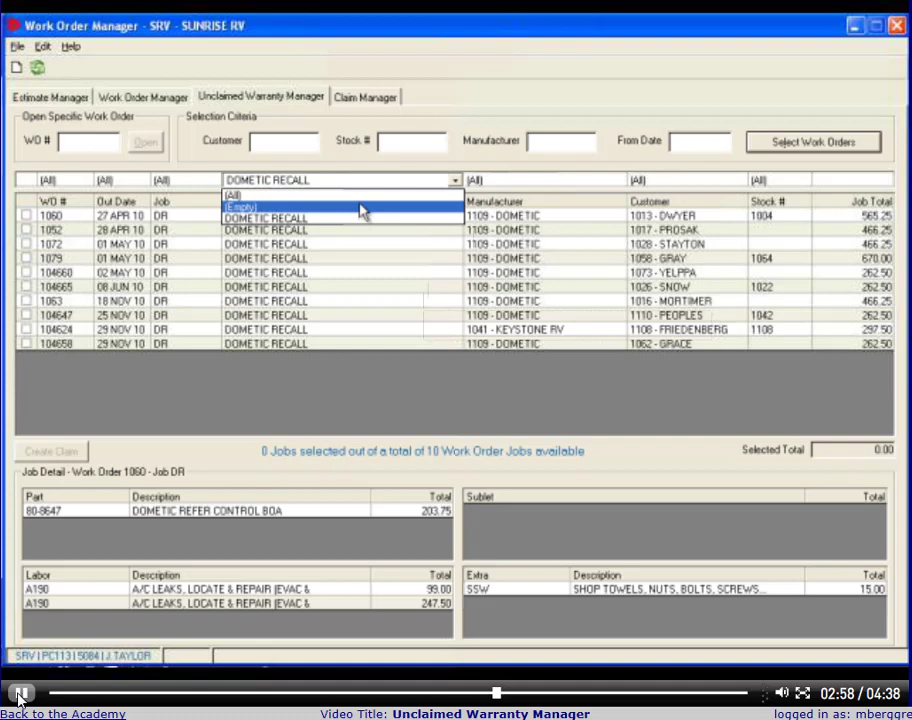 Work Order Manager - SRV - SUNRISE RV
File Edit Help
Estimate Manager Work Order Manager Unclaimed Warranty Manager Claim Manager
Open Specific Work Order Selection Criteria
WO # Open Customer Stock # Manufacturer From Date Select Work Orders
(All) (All) (All) DOMETIC RECALL (All) (All) (All)
(All)
WO # Out Date Job (Empty) Manufacturer Customer Stock # Job Total
1060 27 APR 10 DR DOMETIC RECALL 1109 - DOMETIC 1013 - DWYER 1004 565.25
1052 28 APR 10 DR DOMETIC RECALL 1109 - DOMETIC 1017 - PROSAK 466.25
1072 01 MAY 10 DR DOMETIC RECALL 1109 - DOMETIC 1028 - STAYTON 466.25
1079 01 MAY 10 DR DOMETIC RECALL 1109 - DOMETIC 1058 - GRAY 1064 670.00
104660 02 MAY 10 DR DOMETIC RECALL 1109 - DOMETIC 1073 - YELPPA 262.50
104665 08 JUN 10 DR DOMETIC RECALL 1109 - DOMETIC 1026 - SNOW 1022 262.50
1063 18 NOV 10 DR DOMETIC RECALL 1109 - DOMETIC 1016 - MORTIMER 466.25
104647 25 NOV 10 DR DOMETIC RECALL 1109 - DOMETIC 1110 - PEOPLES 1042 262.50
104624 29 NOV 10 DR DOMETIC RECALL 1041 - KEYSTONE RV 1108 - FRIEDENBERG 1108 297.50
104658 29 NOV 10 DR DOMETIC RECALL 1109 - DOMETIC 1062 - GRACE 262.50
Create Claim 0 Jobs selected out of a total of 10 Work Order Jobs available Selected Total 0.00
Job Detail - Work Order 1060 - Job DR
Part Description Total Sublet Total
80-8647 DOMETIC REFER CONTROL BOA 203.75
Labor Description Total Extra Description Total
A190 A/C LEAKS, LOCATE & REPAIR (EVAC & 99.00 SSW SHOP TOWELS, NUTS, BOLTS, SCREWS... 15.00
A190 A/C LEAKS, LOCATE & REPAIR (EVAC & 247.50
SRV|PC113|5084|J.TAYLOR
02:58 / 04:38
Back to the Academy Video Title: Unclaimed Warranty Manager logged in as: mberggre